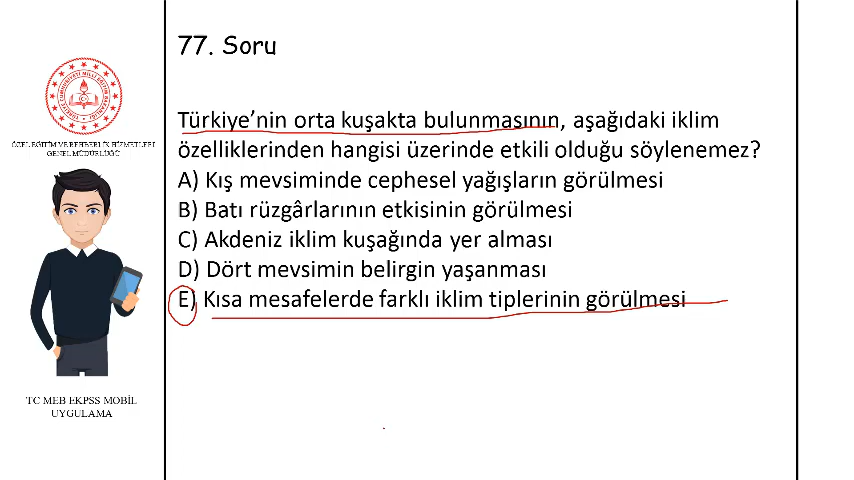 77. Soru
ÖZEL EĞİTİM VE REHBERLİK HİZMETLERİ
GENEL MÜDÜRLÜĞÜ
Türkiye’nin orta kuşakta bulunmasının, aşağıdaki iklim
özelliklerinden hangisi üzerinde etkili olduğu söylenemez?
A) Kış mevsiminde cephesel yağışların görülmesi
B) Batı rüzgârlarının etkisinin görülmesi
C) Akdeniz iklim kuşağında yer alması
D) Dört mevsimin belirgin yaşanması
E) Kısa mesafelerde farklı iklim tiplerinin görülmesi
TC MEB EKPSS MOBİL
UYGULAMA